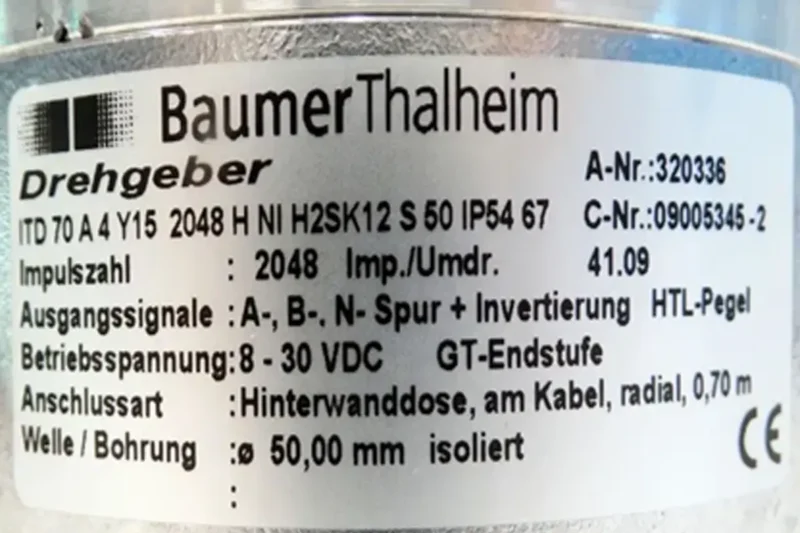 BaumerThalheim
Drehgeber
A-Nr.:320336
ITD 70 A 4 Y15 2048 H NI H2SK12 S 50 IP54 67 C-Nr.:09005345 -2
Impulszahl : 2048 Imp./Umdr. 41.09
Ausgangssignale : A-, B-, N- Spur + Invertierung HTL-Pegel
Betriebsspannung: 8 - 30 VDC GT-Endstufe
Anschlussart : Hinterwanddose, am Kabel, radial, 0,70 m
Welle / Bohrung : ø 50,00 mm isoliert
:
CE